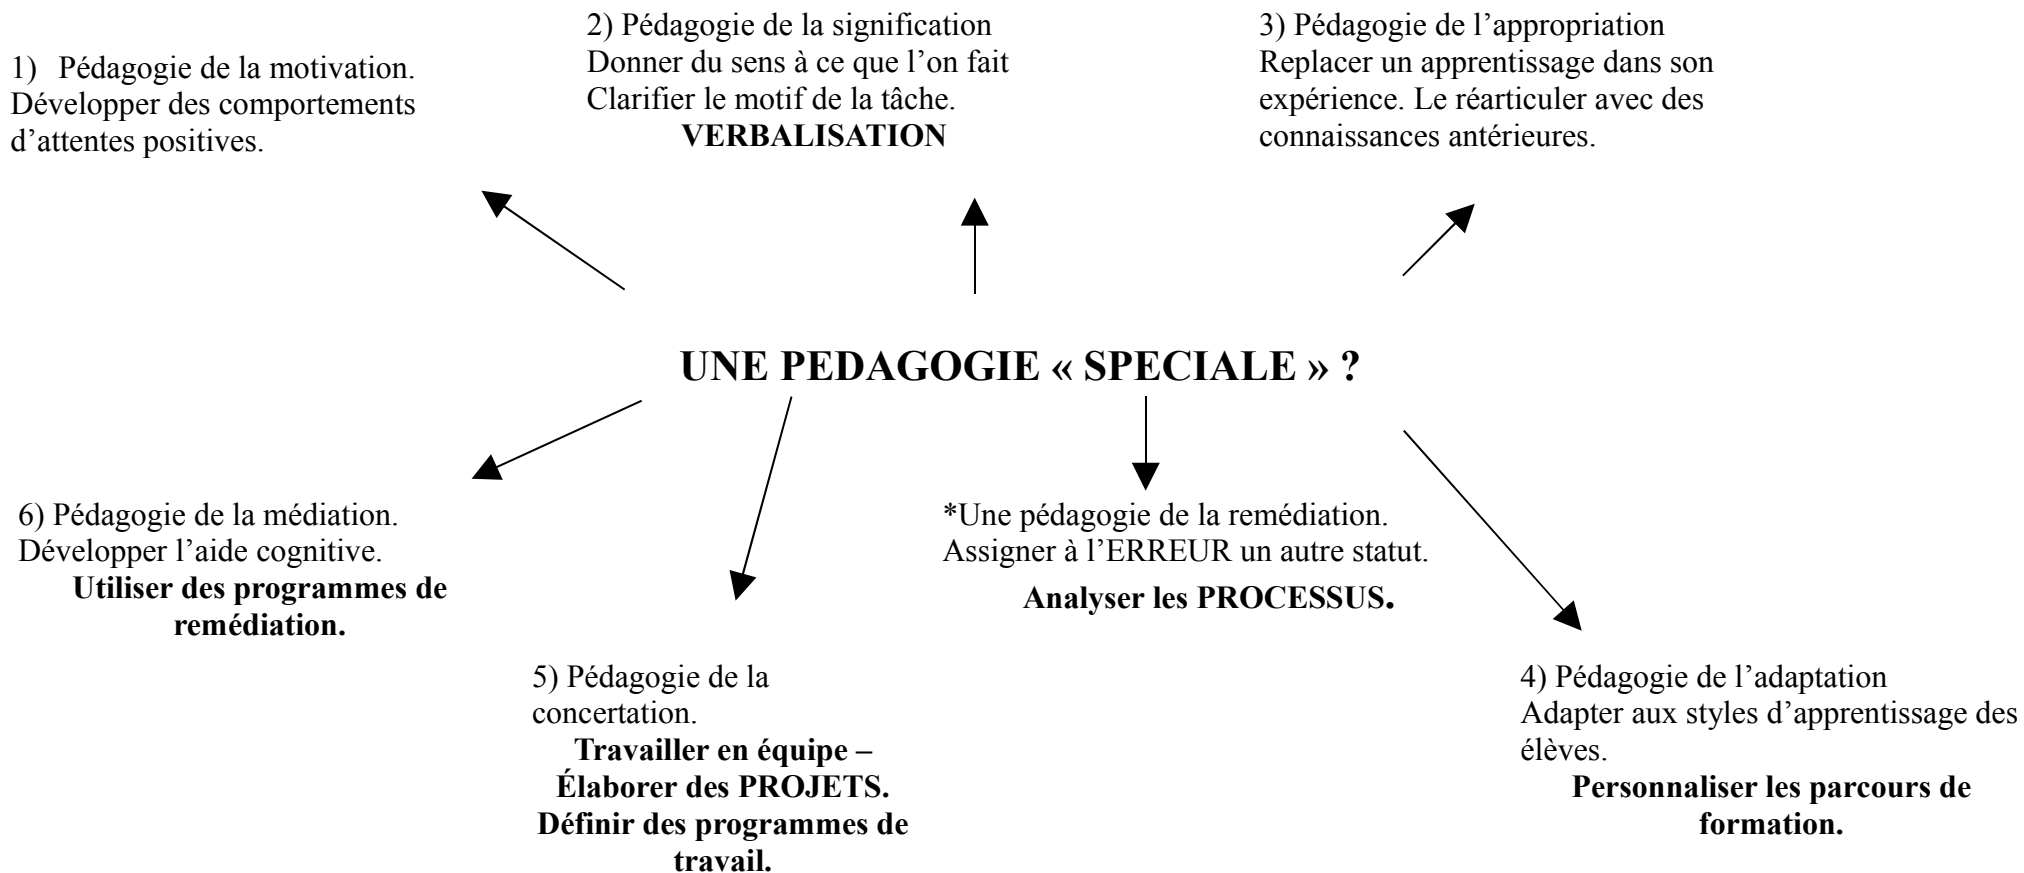 1) Pédagogie de la motivation.
Développer des comportements
d’attentes positives.
2) Pédagogie de la signification
Donner du sens à ce que l’on fait
Clarifier le motif de la tâche.
VERBALISATION
3) Pédagogie de l’appropriation
Replacer un apprentissage dans son
expérience. Le réarticuler avec des
connaissances antérieures.
UNE PEDAGOGIE « SPECIALE » ?
6) Pédagogie de la médiation.
Développer l’aide cognitive.
Utiliser des programmes de
remédiation.
*Une pédagogie de la remédiation.
Assigner à l’ERREUR un autre statut.
Analyser les PROCESSUS.
5) Pédagogie de la
concertation.
Travailler en équipe –
Élaborer des PROJETS.
Définir des programmes de
travail.
4) Pédagogie de l’adaptation
Adapter aux styles d’apprentissage des
élèves.
Personnaliser les parcours de
formation.